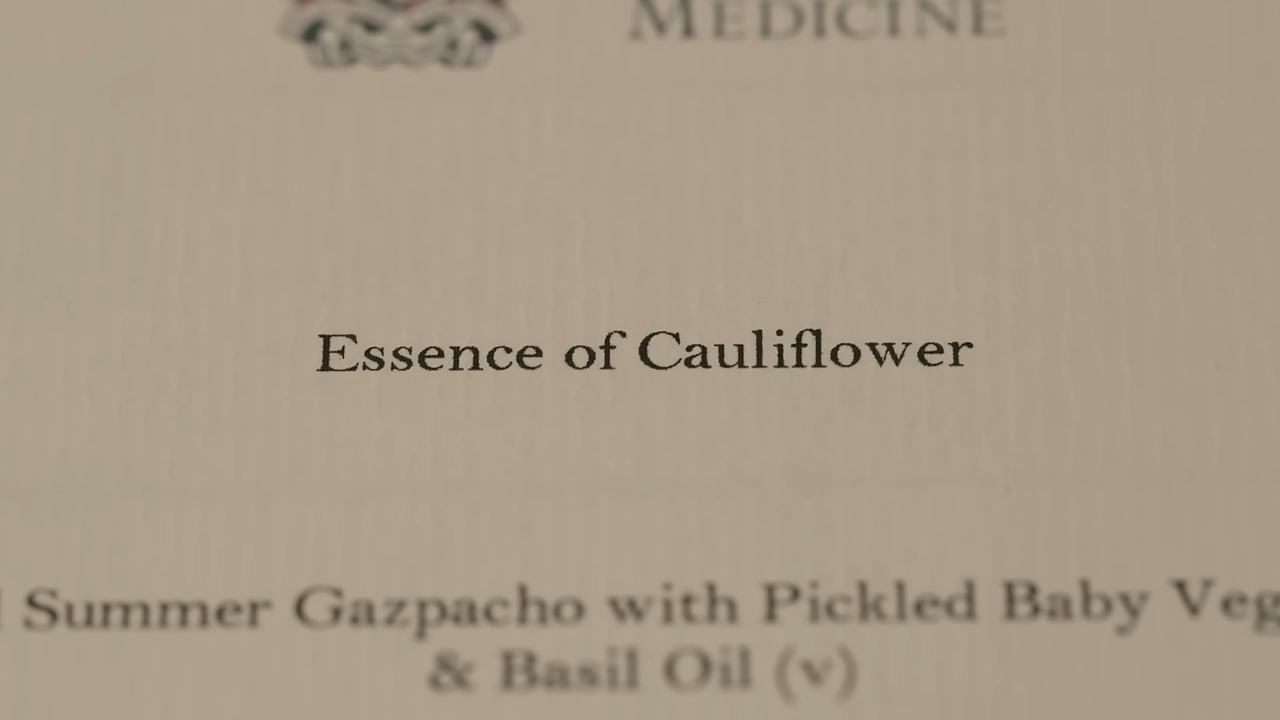 MEDICINE
Essence of Cauliflower
Summer Gazpacho with Pickled Baby Veg
& Basil Oil (v)